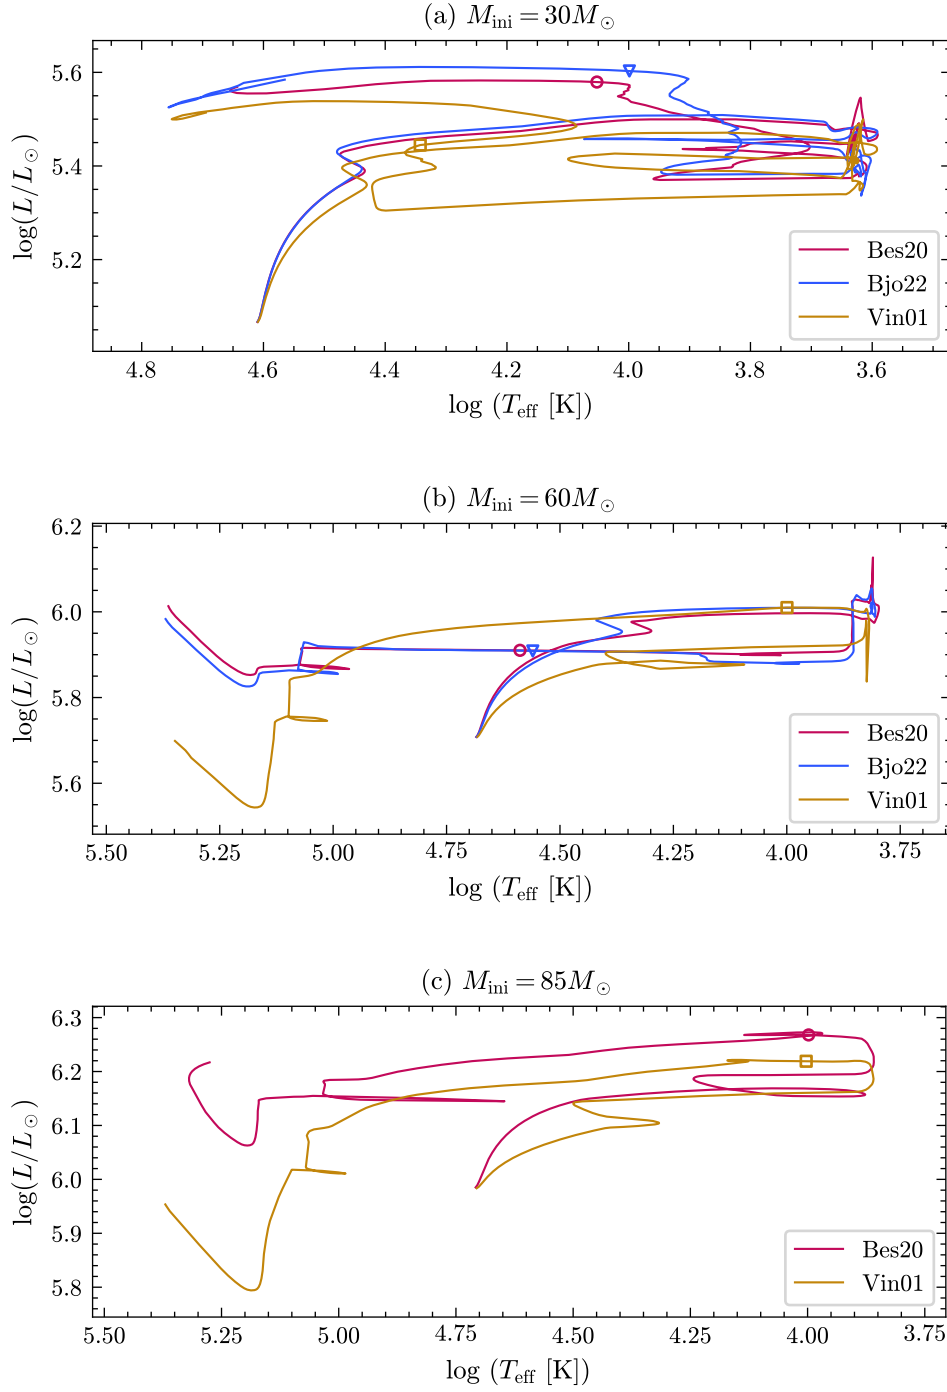 (a) M_ini = 30M_⊙
5.6
5.4
5.2
log(L/L_⊙)
4.8 4.6 4.4 4.2 4.0 3.8 3.6
log (T_eff [K])
Bes20
Bjo22
Vin01
(b) M_ini = 60M_⊙
6.2
6.0
5.8
5.6
log(L/L_⊙)
5.50 5.25 5.00 4.75 4.50 4.25 4.00 3.75
log (T_eff [K])
Bes20
Bjo22
Vin01
(c) M_ini = 85M_⊙
6.3
6.2
6.1
6.0
5.9
5.8
log(L/L_⊙)
5.50 5.25 5.00 4.75 4.50 4.25 4.00 3.75
log (T_eff [K])
Bes20
Vin01